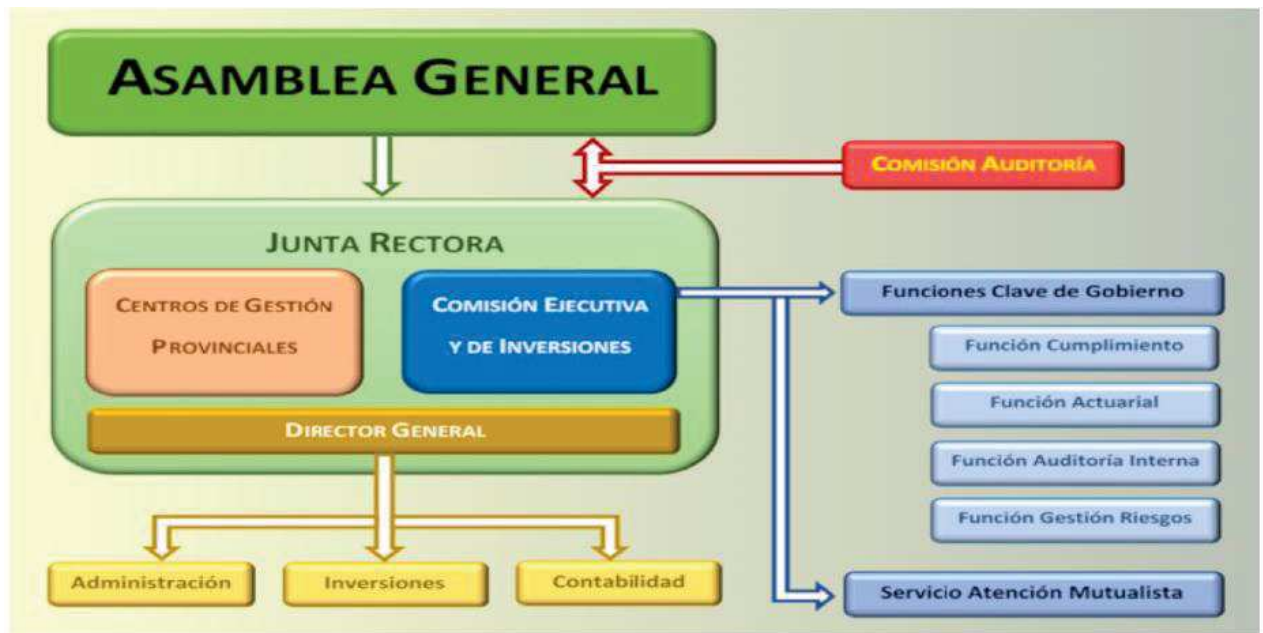 ASAMBLEA GENERAL
COMISIÓN AUDITORÍA
JUNTA RECTORA
CENTROS DE GESTIÓN
PROVINCIALES
COMISIÓN EJECUTIVA
Y DE INVERSIONES
DIRECTOR GENERAL
Administración
Inversiones
Contabilidad
Funciones Clave de Gobierno
Función Cumplimiento
Función Actuarial
Función Auditoría Interna
Función Gestión Riesgos
Servicio Atención Mutualista